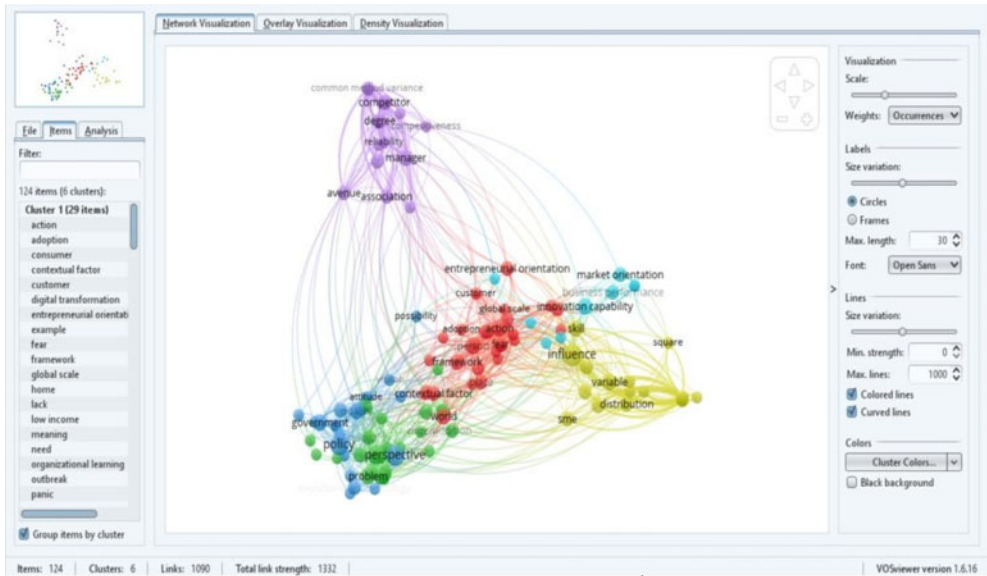 Network Visualization Overlay Visualization Density Visualization
File Items Analysis
Filter:
124 items (6 clusters):
Cluster 1 (29 items)
action
adoption
consumer
contextual factor
customer
digital transformation
entrepreneurial orientati
example
fear
framework
global scale
home
lack
low income
meaning
need
organizational learning
outbreak
panic
Group items by cluster
common method variance
competitor
degree
competitiveness
reliability
manager
avenue
association
entrepreneurial orientation
market orientation
customer
business performance
global scale
innovation capability
possibility
adoption
action
skill
person
fear
square
influence
framework
place
variable
attitude
contextual factor
distribution
government
world
sme
policy
perspective
problem
Visualization
Scale:
Weights: Occurrences
Labels
Size variation:
Circles
Frames
Max. length: 30
Font: Open Sans
>
Lines
Size variation:
Min. strength: 0
Max. lines: 1000
Colored lines
Curved lines
Colors
Cluster Colors...
Black background
Items: 124 Clusters: 6 Links: 1090 Total link strength: 1332 VOSviewer version 1.6.16